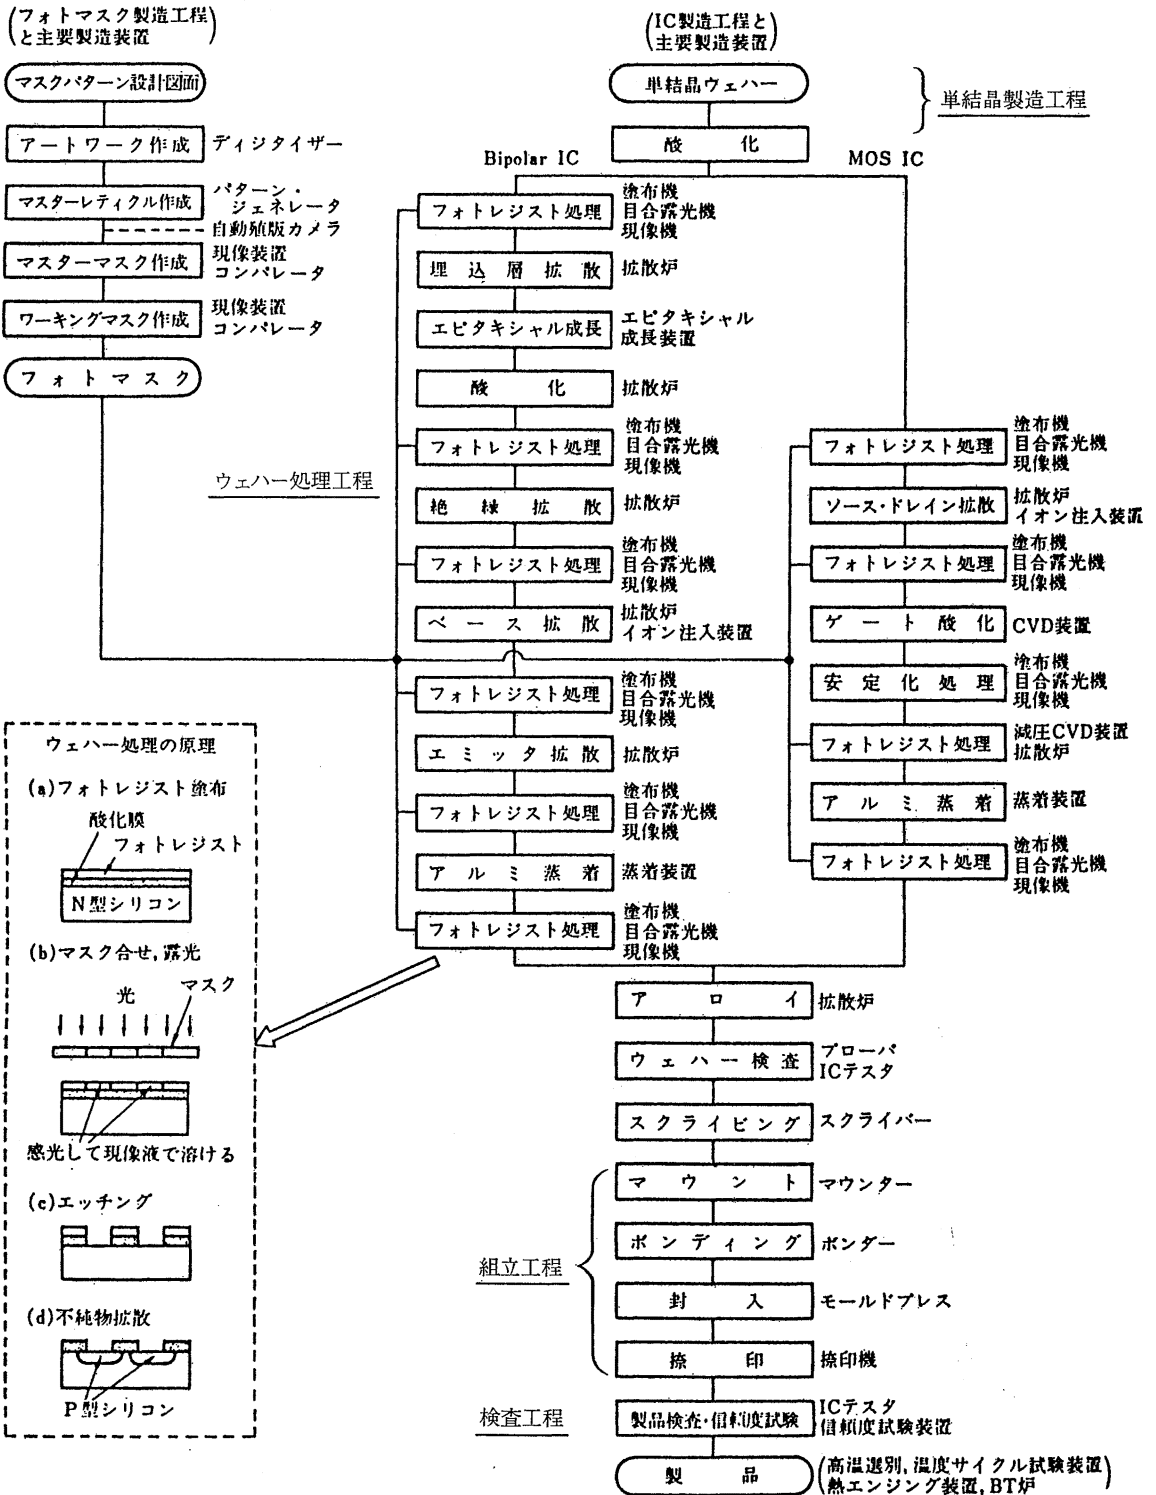 (フォトマスク製造工程
と主要製造装置)
マスクパターン設計図面
アートワーク作成
ディジタイザー
マスターレティクル作成
パターン・
ジェネレータ
自動殖版カメラ
マスターマスク作成
現像装置
コンパレータ
ワーキングマスク作成
現像装置
コンパレータ
フォトマスク
(IC製造工程と
主要製造装置)
単結晶ウェハー
単結晶製造工程
酸化
Bipolar IC
MOS IC
ウェハー処理工程
フォトレジスト処理
塗布機
目合露光機
現像機
埋込層拡散
拡散炉
エピタキシャル成長
エピタキシャル
成長装置
酸化
拡散炉
フォトレジスト処理
塗布機
目合露光機
現像機
絶縁拡散
拡散炉
フォトレジスト処理
塗布機
目合露光機
現像機
ベース拡散
拡散炉
イオン注入装置
フォトレジスト処理
塗布機
目合露光機
現像機
エミッタ拡散
拡散炉
フォトレジスト処理
塗布機
目合露光機
現像機
アルミ蒸着
蒸着装置
フォトレジスト処理
塗布機
目合露光機
現像機
フォトレジスト処理
塗布機
目合露光機
現像機
ソース・ドレイン拡散
拡散炉
イオン注入装置
フォトレジスト処理
塗布機
目合露光機
現像機
ゲート酸化
CVD装置
安定化処理
塗布機
目合露光機
現像機
フォトレジスト処理
減圧CVD装置
拡散炉
アルミ蒸着
蒸着装置
フォトレジスト処理
塗布機
目合露光機
現像機
アロイ
拡散炉
ウェハー検査
プローバ
ICテスタ
スクライビング
スクライバー
組立工程
マウント
マウンター
ボンディング
ボンダー
封入
モールドプレス
捺印
捺印機
検査工程
製品検査・信頼度試験
ICテスタ
信頼度試験装置
製品
(高温選別,温度サイクル試験装置
熱エンジング装置,BT炉)
ウェハー処理の原理
(a)フォトレジスト塗布
酸化膜
フォトレジスト
N型シリコン
(b)マスク合せ,露光
光
マスク
感光して現像液で溶ける
(c)エッチング
(d)不純物拡散
P型シリコン